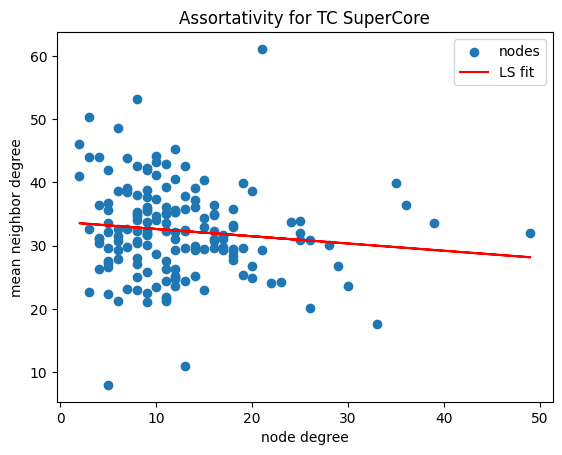 Assortativity for TC SuperCore
nodes
LS fit
mean neighbor degree
60
50
40
30
20
10
0
10
20
30
40
50
node degree